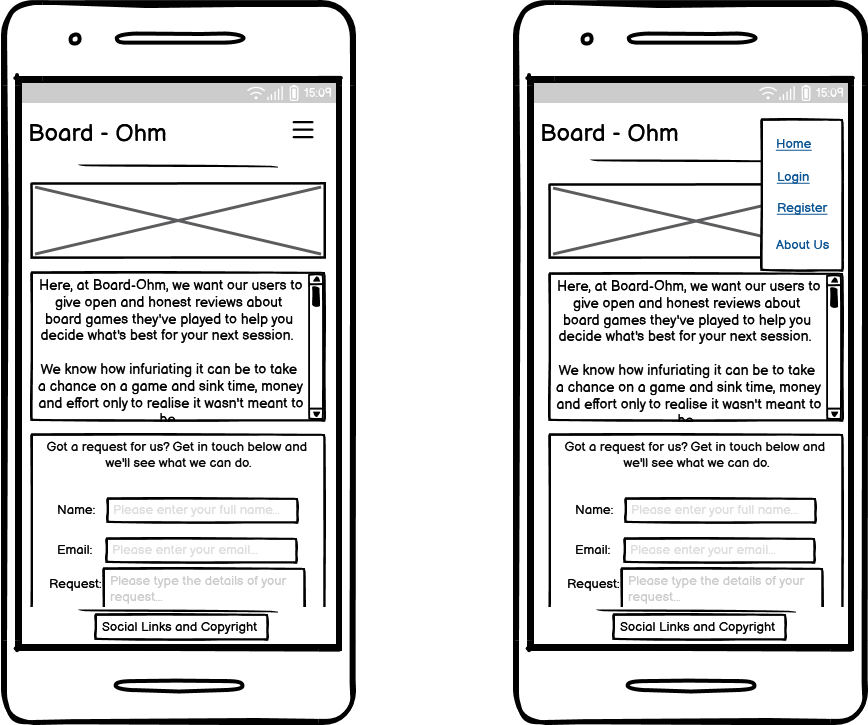 15:09
Board - Ohm
Here, at Board-Ohm, we want our users to
give open and honest reviews about
board games they've played to help you
decide what's best for your next session.
We know how infuriating it can be to take
a chance on a game and sink time, money
and effort only to realise it wasn't meant to
be
Got a request for us? Get in touch below and
we'll see what we can do.
Name: Please enter your full name...
Email: Please enter your email...
Request: Please type the details of your
request...
Social Links and Copyright
15:09
Board - Ohm
Home
Login
Register
About Us
Here, at Board-Ohm, we want our users to
give open and honest reviews about
board games they've played to help you
decide what's best for your next session.
We know how infuriating it can be to take
a chance on a game and sink time, money
and effort only to realise it wasn't meant to
be
Got a request for us? Get in touch below and
we'll see what we can do.
Name: Please enter your full name...
Email: Please enter your email...
Request: Please type the details of your
request...
Social Links and Copyright